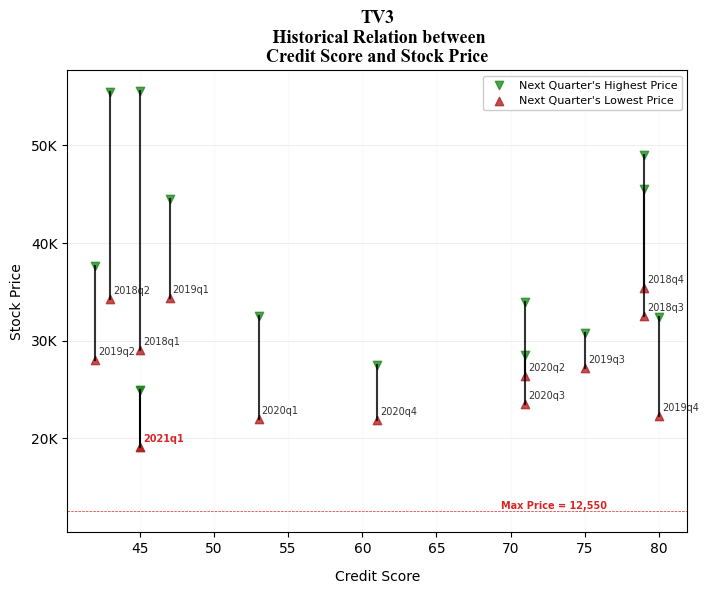 TV3
Historical Relation between
Credit Score and Stock Price
Next Quarter's Highest Price
Next Quarter's Lowest Price
50K
40K
30K
20K
Stock Price
2018q2
2019q1
2018q4
2018q3
2018q1
2019q2
2019q3
2020q2
2020q3
2020q1
2020q4
2019q4
2021q1
Max Price = 12,550
45
50
55
60
65
70
75
80
Credit Score